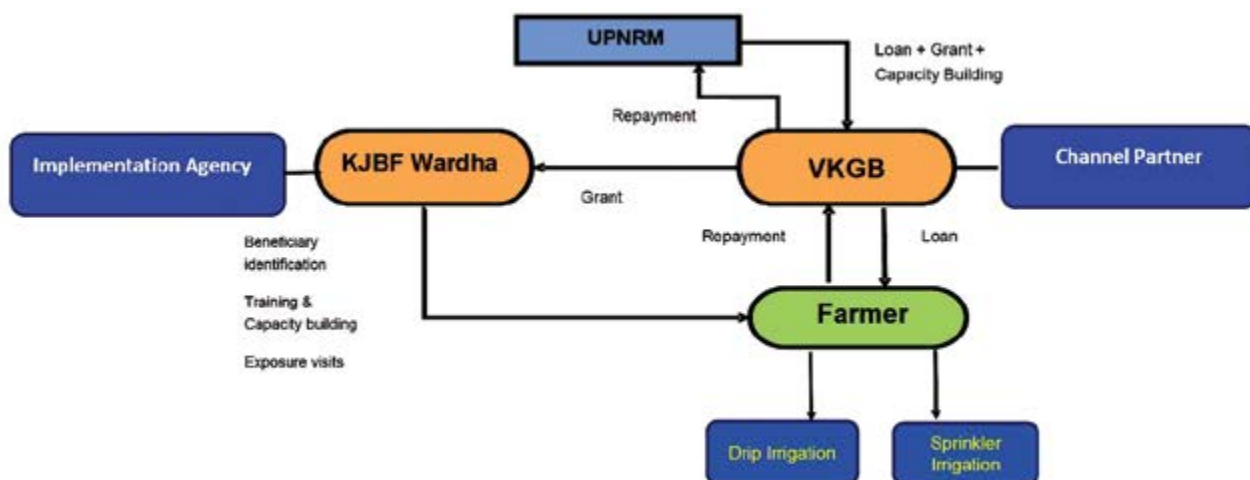 UPNRM
Loan + Grant +
Capacity Building
Repayment
Implementation Agency
KJBF Wardha
VKGB
Channel Partner
Grant
Beneficiary
identification
Repayment
Loan
Training &
Capacity building
Farmer
Exposure visits
Drip Irrigation
Sprinkler
Irrigation